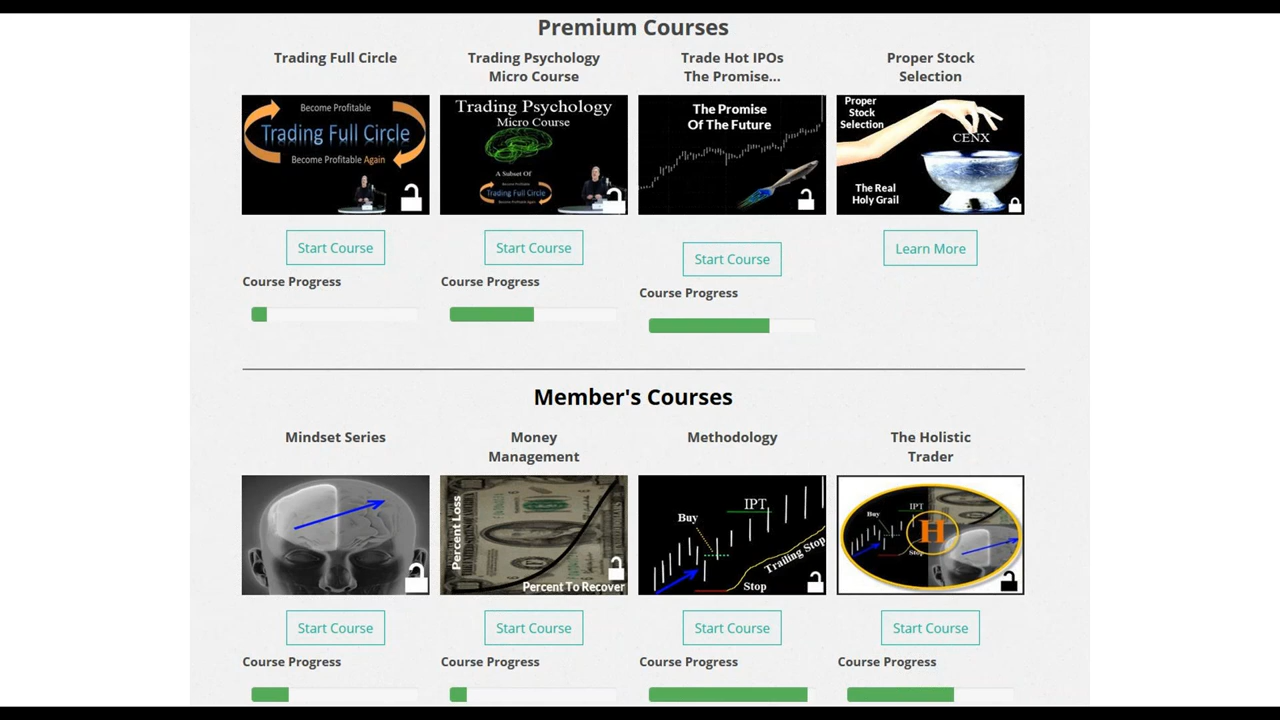 Premium Courses
Trading Full Circle
Trading Psychology
Micro Course
Trade Hot IPOs
The Promise...
Proper Stock
Selection
Become Profitable
Trading Full Circle
Become Profitable Again
Trading Psychology
Micro Course
A Subset Of
Become Profitable
Trading Full Circle
Become Profitable Again
The Promise
Of The Future
Proper
Stock
Selection
CENX
The Real
Holy Grail
Start Course
Start Course
Start Course
Learn More
Course Progress
Course Progress
Course Progress
Member's Courses
Mindset Series
Money
Management
Methodology
The Holistic
Trader
Percent Loss
Percent To Recover
IPT
Buy
Trailing Stop
Stop
IPT
Buy
H
Stop
Start Course
Start Course
Start Course
Start Course
Course Progress
Course Progress
Course Progress
Course Progress